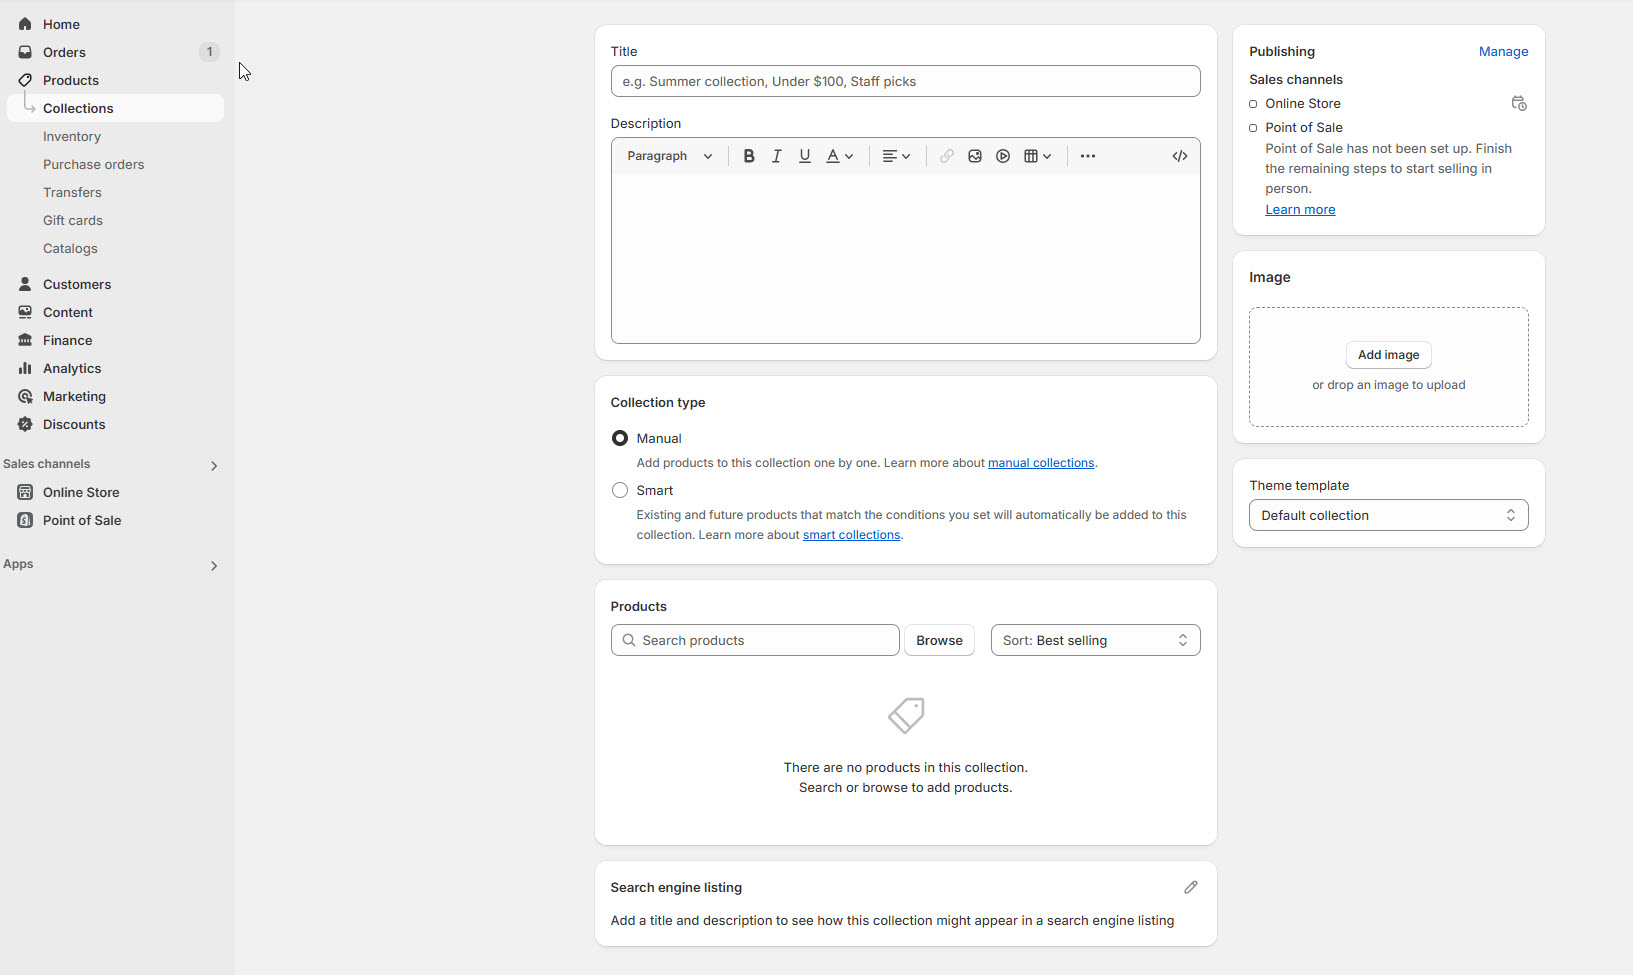 Home
Orders
1
Products
Collections
Inventory
Purchase orders
Transfers
Gift cards
Catalogs
Customers
Content
Finance
Analytics
Marketing
Discounts
Sales channels
Online Store
Point of Sale
Apps
Title
e.g. Summer collection, Under $100, Staff picks
Description
Paragraph
Collection type
Manual
Add products to this collection one by one. Learn more about manual collections.
Smart
Existing and future products that match the conditions you set will automatically be added to this
collection. Learn more about smart collections.
Products
Search products
Browse
Sort: Best selling
There are no products in this collection.
Search or browse to add products.
Search engine listing
Add a title and description to see how this collection might appear in a search engine listing
Publishing
Manage
Sales channels
Online Store
Point of Sale
Point of Sale has not been set up. Finish
the remaining steps to start selling in
person.
Learn more
Image
Add image
or drop an image to upload
Theme template
Default collection